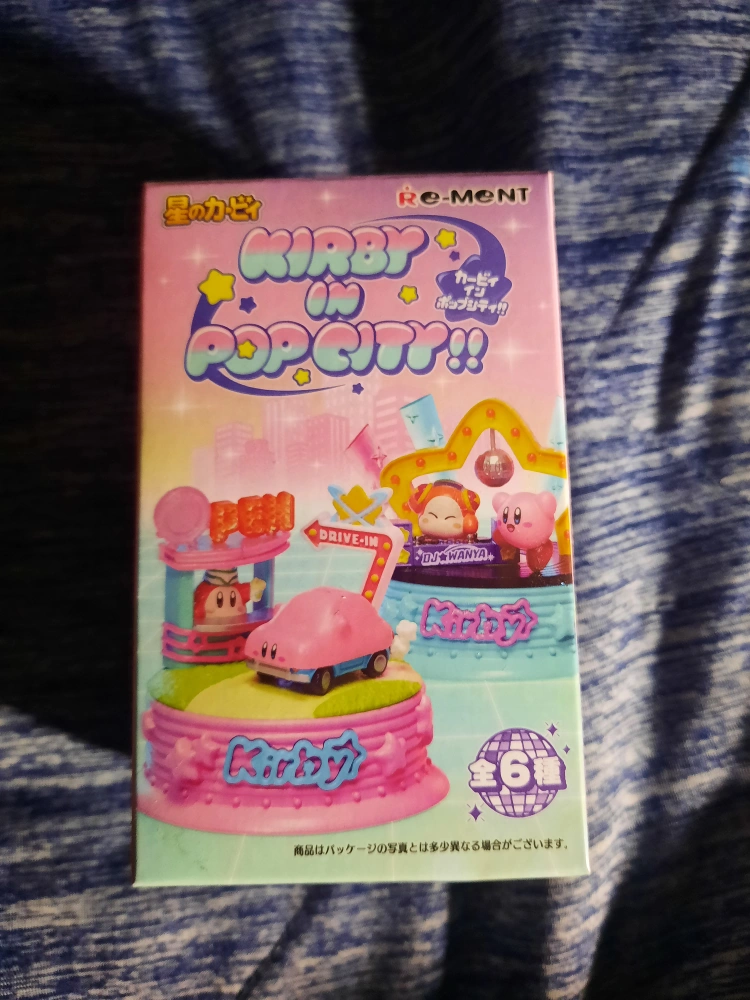 星のカービィ
Re-MeNT
KIRBY
IN
POP CITY!!
カービィ
イン
ポップシティ!!
OPEN
DRIVE-IN
DJ★WANYA
Kirby
Kirby
全6種
商品はパッケージの写真とは多少異なる場合がございます。